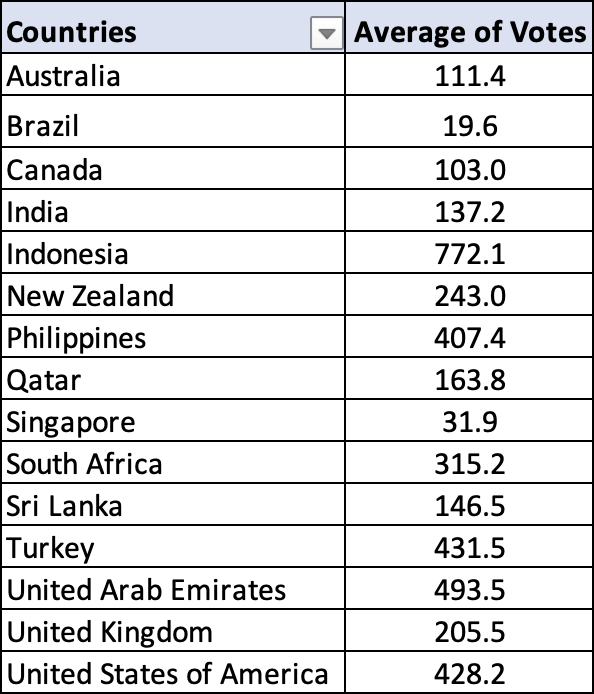 Countries Average of Votes
Australia 111.4
Brazil 19.6
Canada 103.0
India 137.2
Indonesia 772.1
New Zealand 243.0
Philippines 407.4
Qatar 163.8
Singapore 31.9
South Africa 315.2
Sri Lanka 146.5
Turkey 431.5
United Arab Emirates 493.5
United Kingdom 205.5
United States of America 428.2